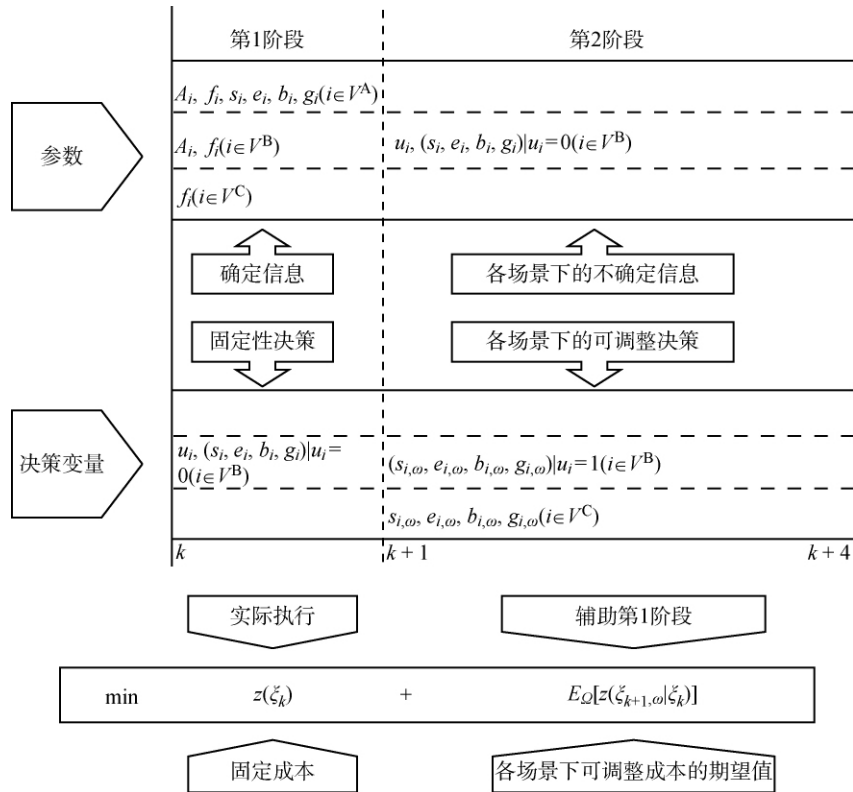 第1阶段
第2阶段
参数
A_i, f_i, s_i, e_i, b_i, g_i(i∈V^A)
A_i, f_i(i∈V^B)
u_i, (s_i, e_i, b_i, g_i)|u_i=0(i∈V^B)
f_i(i∈V^C)
确定信息
各场景下的不确定信息
固定性决策
各场景下的可调整决策
决策变量
u_i, (s_i, e_i, b_i, g_i)|u_i=
0(i∈V^B)
(s_{i,ω}, e_{i,ω}, b_{i,ω}, g_{i,ω})|u_i=1(i∈V^B)
s_{i,ω}, e_{i,ω}, b_{i,ω}, g_{i,ω}(i∈V^C)
k
k+1
k+4
实际执行
辅助第1阶段
min z(ξ_k) + E_Ω[z(ξ_{k+1,ω}|ξ_k)]
固定成本
各场景下可调整成本的期望值